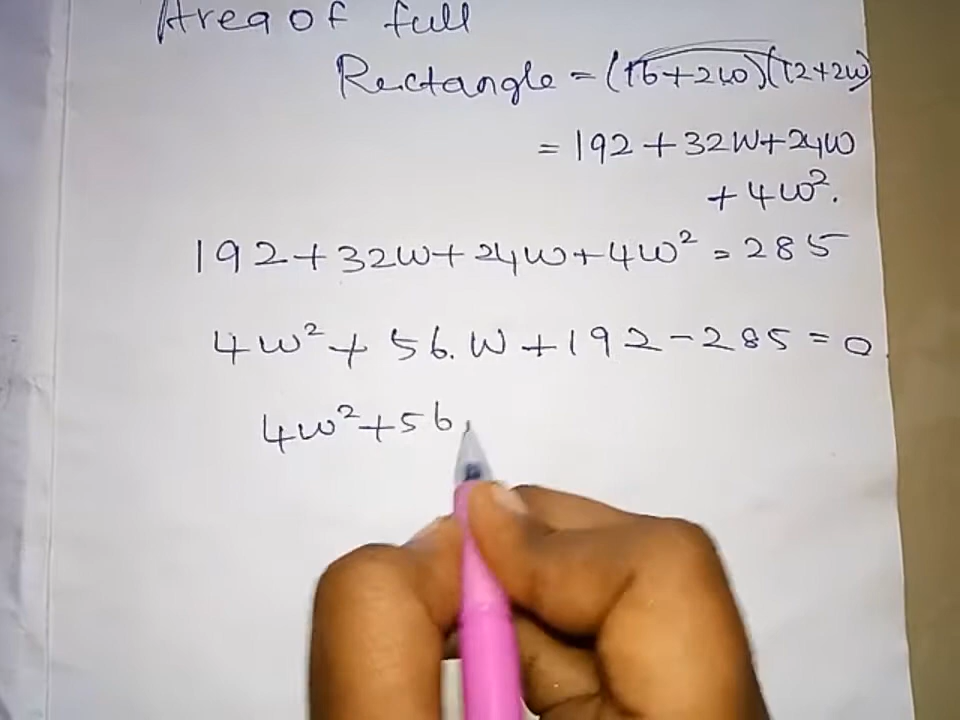 Area of full
Rectangle = (16+2w)(12+2w)
= 192 + 32w + 24w
+ 4w².
192 + 32w + 24w + 4w² = 285
4w² + 56.w + 192 - 285 = 0
4w² + 56